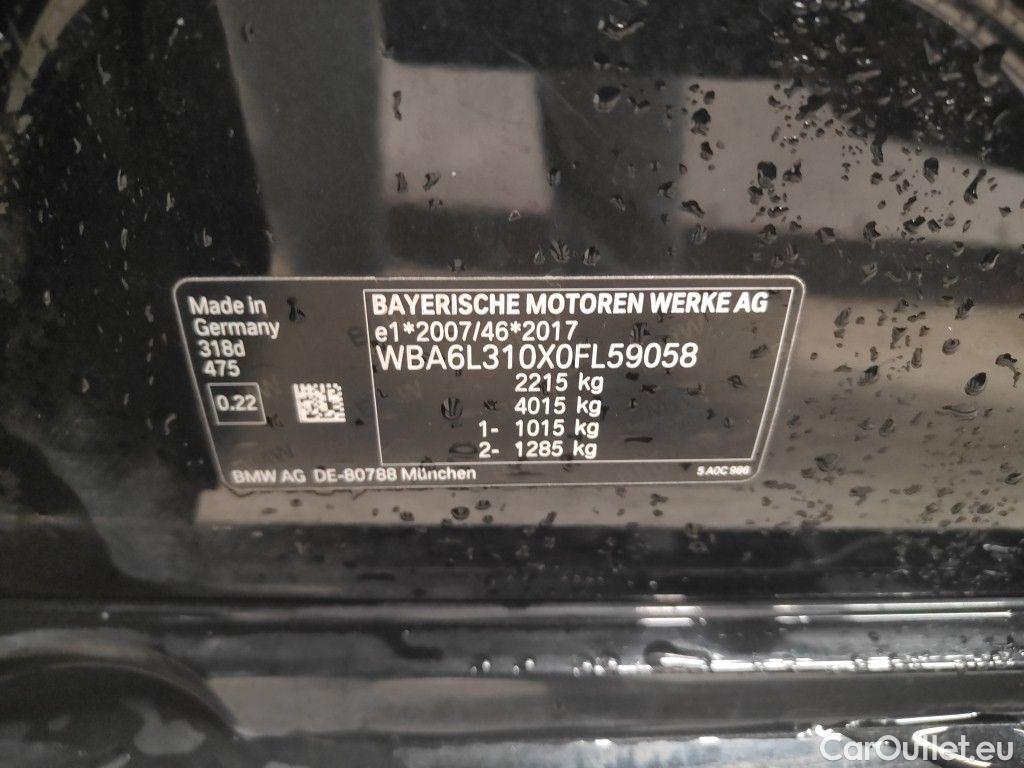 Made in
Germany
318d
475
0.22
BAYERISCHE MOTOREN WERKE AG
e1*2007/46*2017
WBA6L310X0FL59058
2215 kg
4015 kg
1- 1015 kg
2- 1285 kg
BMW AG DE-80788 München
5 A0C 986
CarOutlet.eu